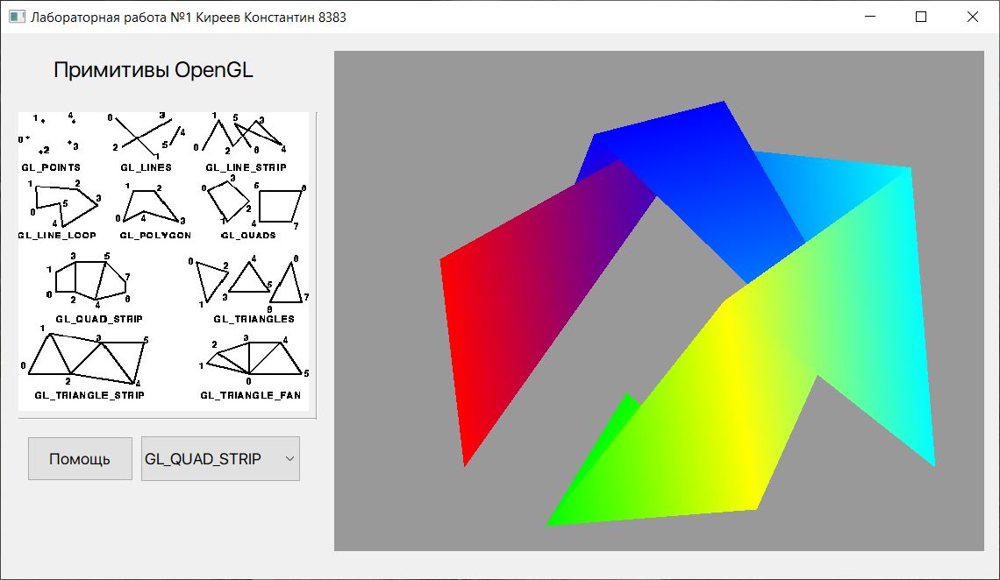 Лабораторная работа №1 Киреев Константин 8383
Примитивы OpenGL
1 4
0 2 3
GL_POINTS
0 3 4
2 5 1
GL_LINES
1 5 3
0 2 6 4
GL_LINE_STRIP
1 2
0 5 3
4
GL_LINE_LOOP
1 2
0 4 3
GL_POLYGON
3 5 6
0 2
1 4 7
GL_QUADS
3 5
1 7
0 2 4 6
GL_QUAD_STRIP
0 2 4 6
3 5 7
1 8
GL_TRIANGLES
1 3 5
0
2 4
GL_TRIANGLE_STRIP
2 3 4
1 5
0
GL_TRIANGLE_FAN
Помощь
GL_QUAD_STRIP